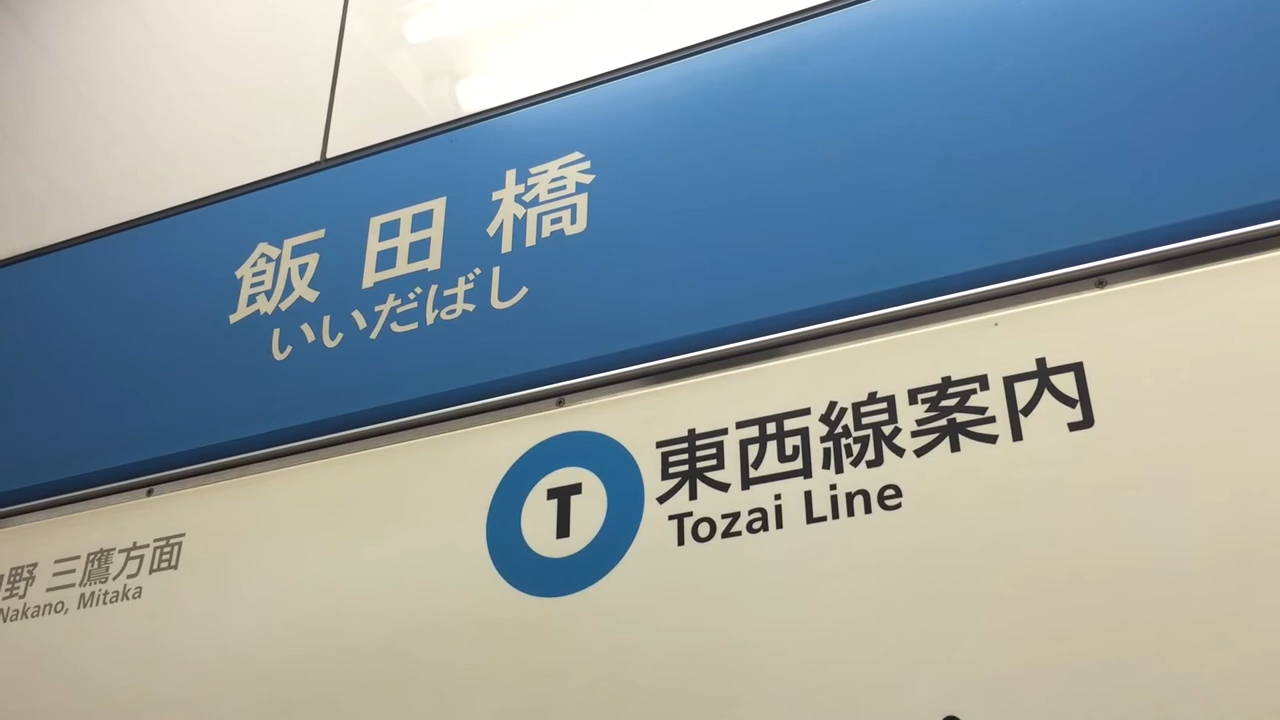 飯田橋
いいだばし
T
東西線案内
Tozai Line
野 三鷹方面
Nakano, Mitaka